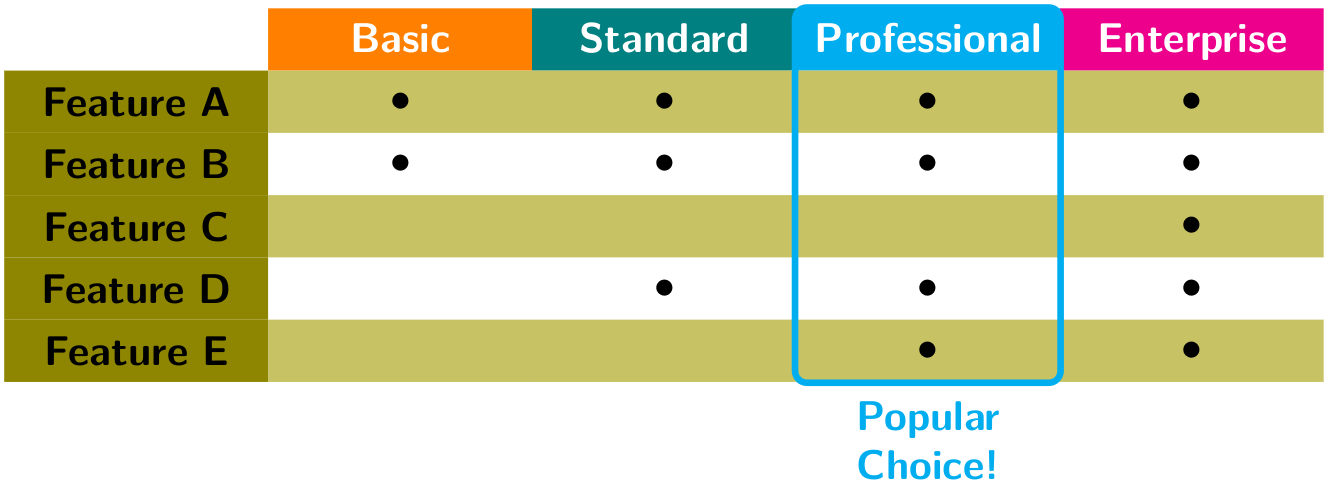 Basic Standard Professional Enterprise
Feature A • • • •
Feature B • • • •
Feature C •
Feature D • • •
Feature E • •
Popular
Choice!